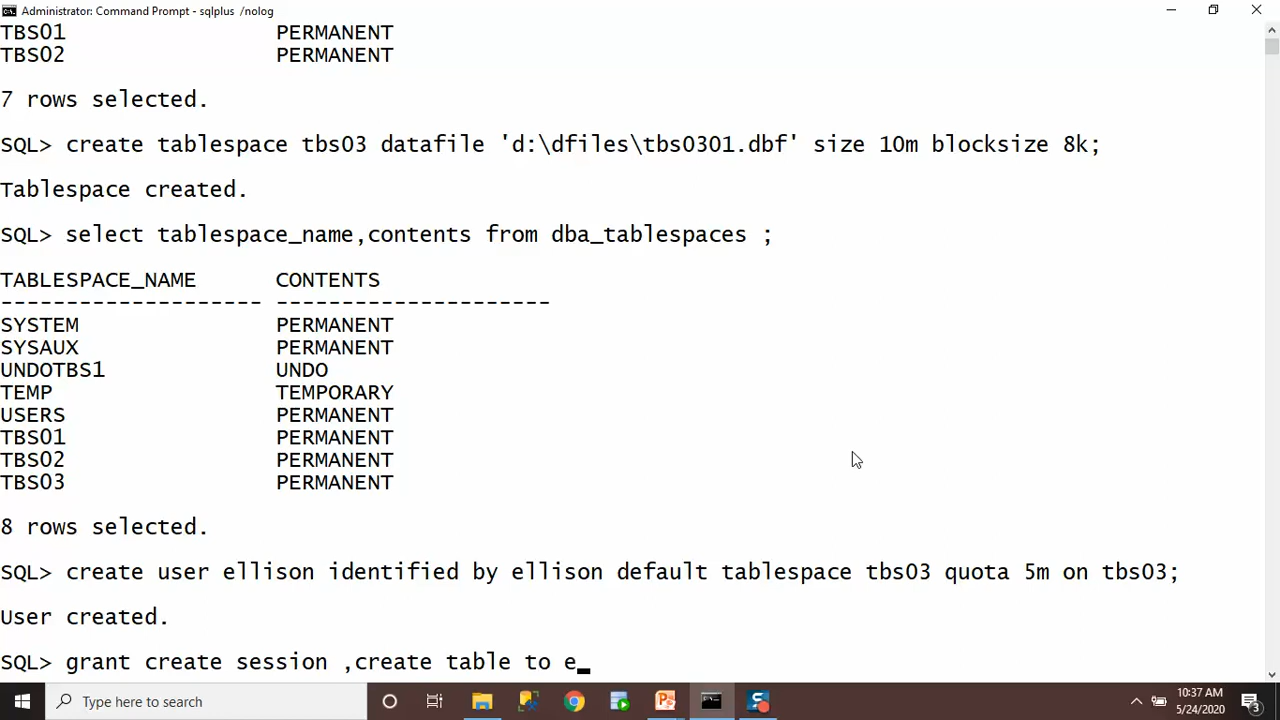 Administrator: Command Prompt - sqlplus /nolog
TBS01 PERMANENT
TBS02 PERMANENT
7 rows selected.
SQL> create tablespace tbs03 datafile 'd:\dfiles\tbs0301.dbf' size 10m blocksize 8k;
Tablespace created.
SQL> select tablespace_name,contents from dba_tablespaces ;
TABLESPACE_NAME CONTENTS
-------------------- ---------------------
SYSTEM PERMANENT
SYSAUX PERMANENT
UNDOTBS1 UNDO
TEMP TEMPORARY
USERS PERMANENT
TBS01 PERMANENT
TBS02 PERMANENT
TBS03 PERMANENT
8 rows selected.
SQL> create user ellison identified by ellison default tablespace tbs03 quota 5m on tbs03;
User created.
SQL> grant create session ,create table to e_
Type here to search
10:37 AM
5/24/2020
3